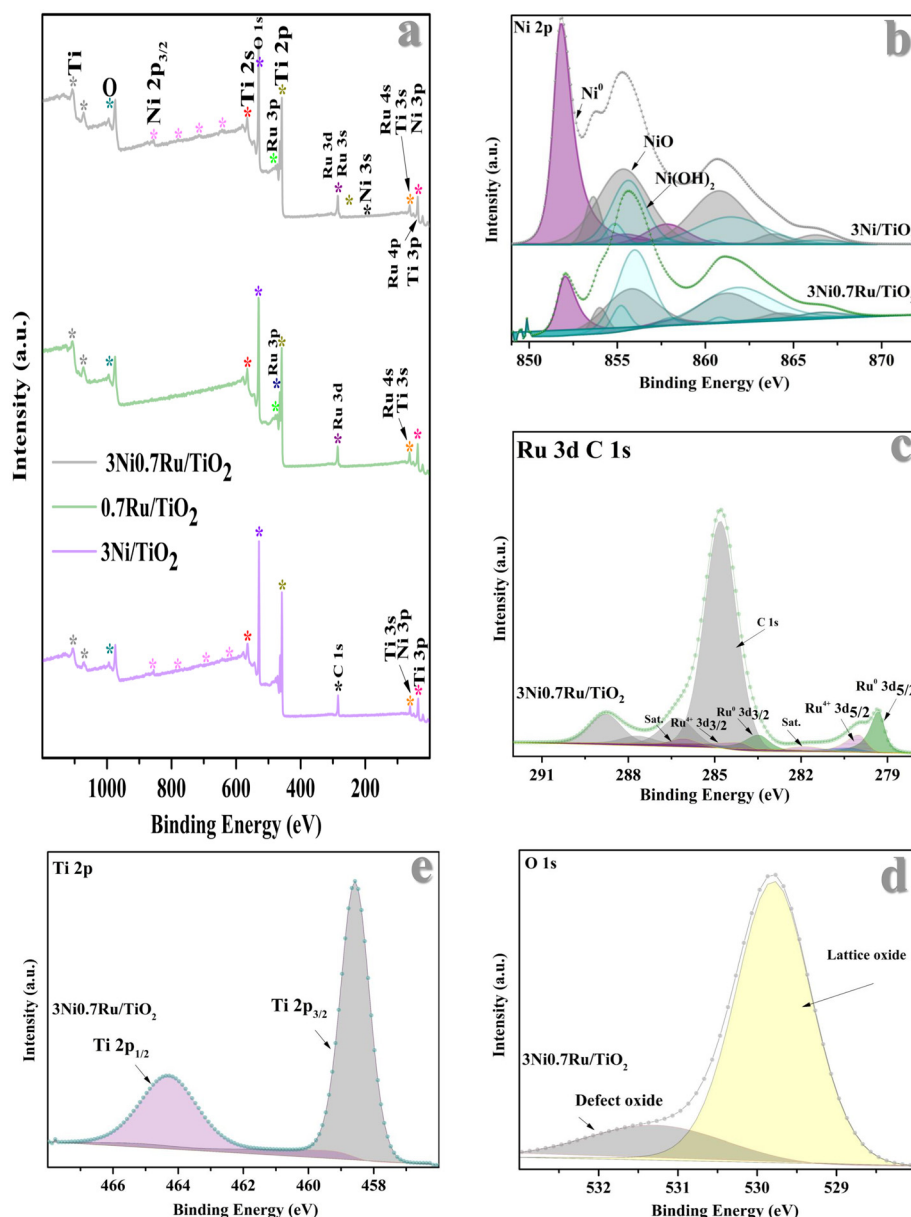 a
Ti
O
Ni 2p3/2
Ti 2s
O 1s
Ti 2p
Ru 3p
Ru 3d
Ru 3s
Ni 3s
Ru 4s
Ti 3s
Ni 3p
Ru 4p
Ti 3p
Ru 3p
Ru 3d
Ru 4s
Ti 3s
3Ni0.7Ru/TiO2
0.7Ru/TiO2
3Ni/TiO2
C 1s
Ti 3s
Ni 3p
Ti 3p
Intensity (a.u.)
1000 800 600 400 200
Binding Energy (eV)
Ni 2p
b
Ni⁰
NiO
Ni(OH)2
3Ni/TiO
3Ni0.7Ru/TiO2
Intensity (a.u.)
850 855 860 865 870
Binding Energy (eV)
Ru 3d C 1s
c
C 1s
3Ni0.7Ru/TiO2
Sat.
Ru⁴⁺ 3d3/2
Ru⁰ 3d3/2
Sat.
Ru⁴⁺ 3d5/2
Ru⁰ 3d5/2
Intensity (a.u.)
291 288 285 282 279
Binding Energy (eV)
Ti 2p
e
3Ni0.7Ru/TiO2
Ti 2p1/2
Ti 2p3/2
Intensity (a.u.)
466 464 462 460 458
Binding Energy (eV)
O 1s
d
Lattice oxide
3Ni0.7Ru/TiO2
Defect oxide
Intensity (a.u.)
532 531 530 529
Binding Energy (eV)